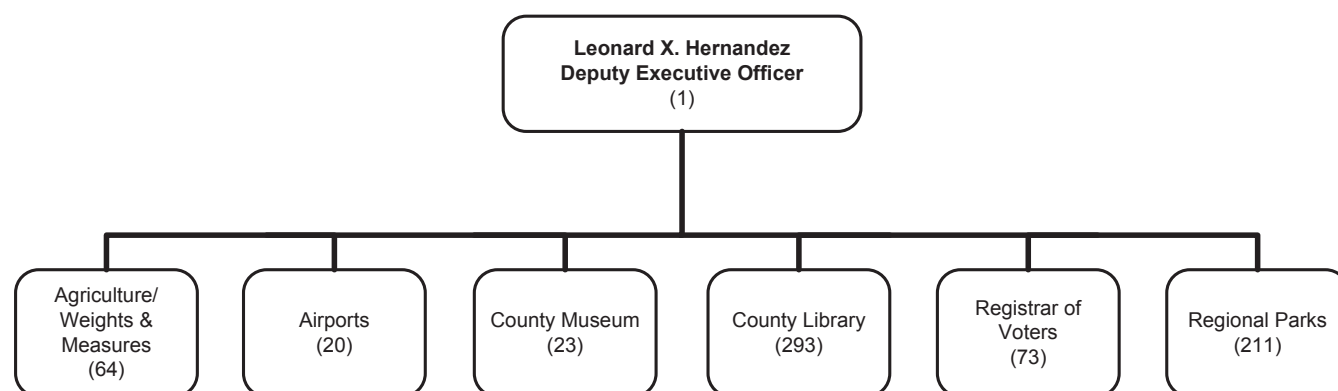 Leonard X. Hernandez
Deputy Executive Officer
(1)
Agriculture/
Weights &
Measures
(64)
Airports
(20)
County Museum
(23)
County Library
(293)
Registrar of
Voters
(73)
Regional Parks
(211)